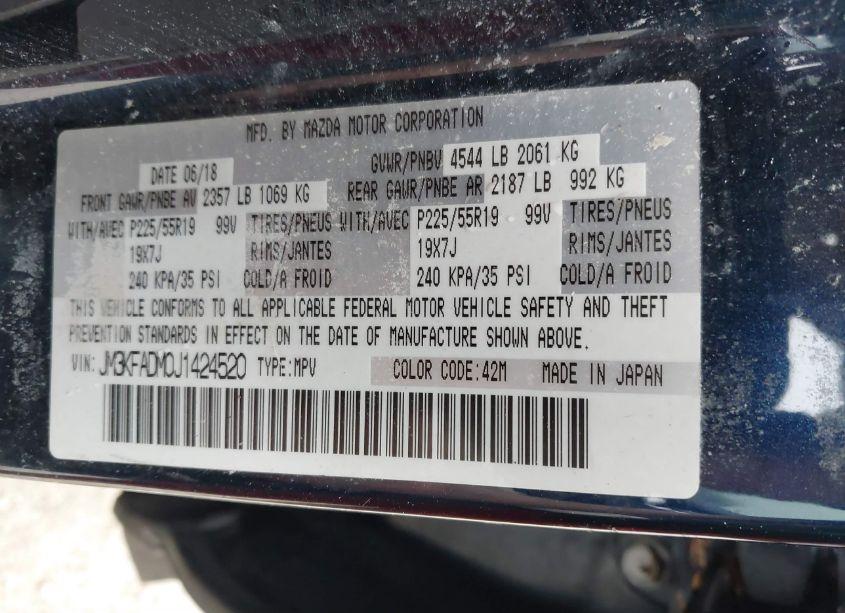 MFD. BY MAZDA MOTOR CORPORATION
DATE 06/18 GVWR/PNBV 4544 LB 2061 KG
FRONT GAWR/PNBE AV 2357 LB 1069 KG REAR GAWR/PNBE AR 2187 LB 992 KG
WITH/AVEC P225/55R19 99V TIRES/PNEUS WITH/AVEC P225/55R19 99V TIRES/PNEUS
19X7J RIMS/JANTES 19X7J RIMS/JANTES
240 KPA/35 PSI COLD/A FROID 240 KPA/35 PSI COLD/A FROID
THIS VEHICLE CONFORMS TO ALL APPLICABLE FEDERAL MOTOR VEHICLE SAFETY AND THEFT
PREVENTION STANDARDS IN EFFECT ON THE DATE OF MANUFACTURE SHOWN ABOVE.
VIN: JM3KFADM0J1424520 TYPE:MPV COLOR CODE:42M MADE IN JAPAN